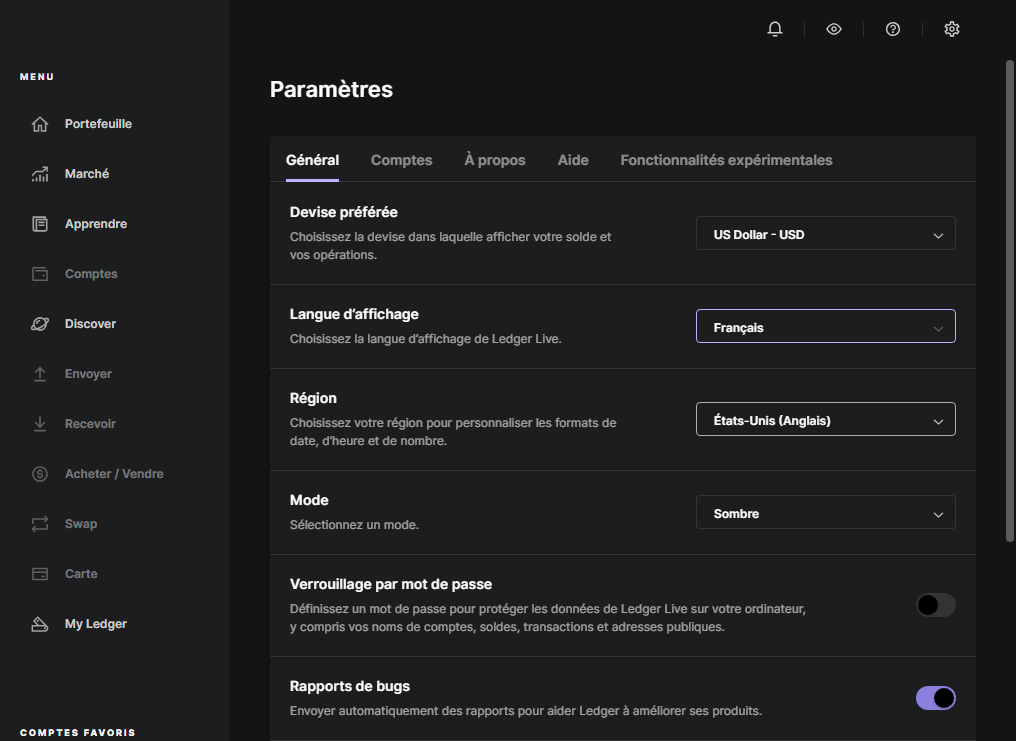 MENU
Portefeuille
Marché
Apprendre
Comptes
Discover
Envoyer
Recevoir
Acheter / Vendre
Swap
Carte
My Ledger
COMPTES FAVORIS
Paramètres
Général Comptes À propos Aide Fonctionnalités expérimentales
Devise préférée
Choisissez la devise dans laquelle afficher votre solde et
vos opérations.
US Dollar - USD
Langue d’affichage
Choisissez la langue d’affichage de Ledger Live.
Français
Région
Choisissez votre région pour personnaliser les formats de
date, d’heure et de nombre.
États-Unis (Anglais)
Mode
Sélectionnez un mode.
Sombre
Verrouillage par mot de passe
Définissez un mot de passe pour protéger les données de Ledger Live sur votre ordinateur,
y compris vos noms de comptes, soldes, transactions et adresses publiques.
Rapports de bugs
Envoyer automatiquement des rapports pour aider Ledger à améliorer ses produits.